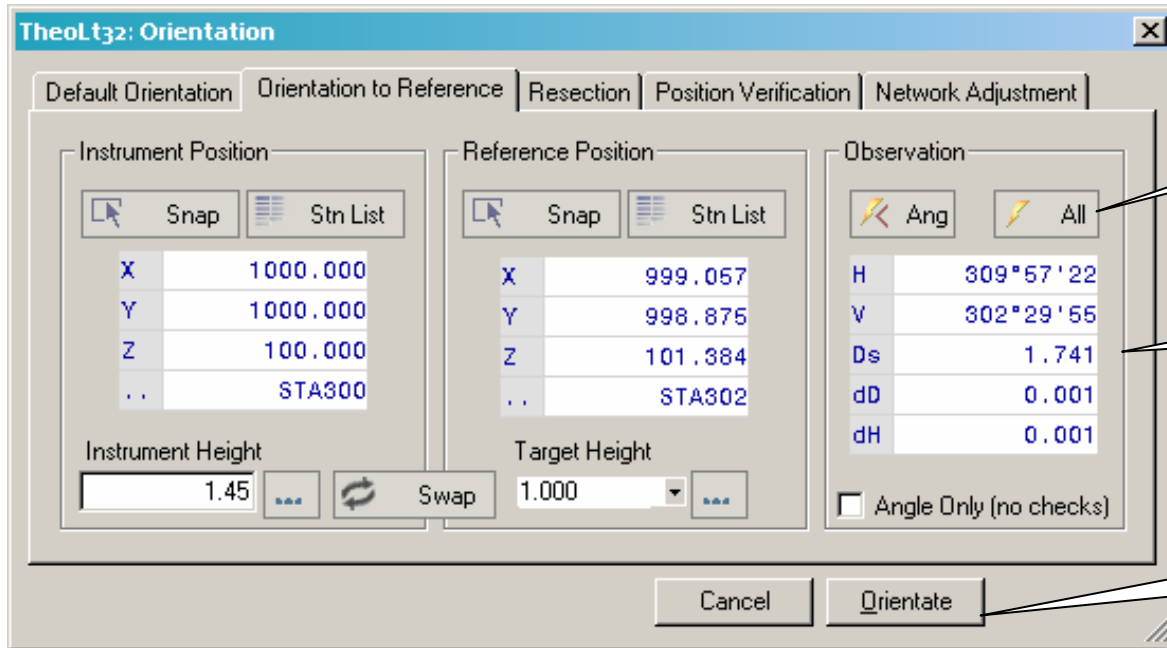 TheoLt32: Orientation
Default Orientation Orientation to Reference Resection Position Verification Network Adjustment
Instrument Position
Snap Stn List
X 1000.000
Y 1000.000
Z 100.000
.. STA300
Instrument Height
1.45 ... Swap
Reference Position
Snap Stn List
X 999.057
Y 998.875
Z 101.384
.. STA302
Target Height
1.000 ...
Observation
Ang All
H 309°57'22
V 302°29'55
Ds 1.741
dD 0.001
dH 0.001
Angle Only (no checks)
Cancel Orientate